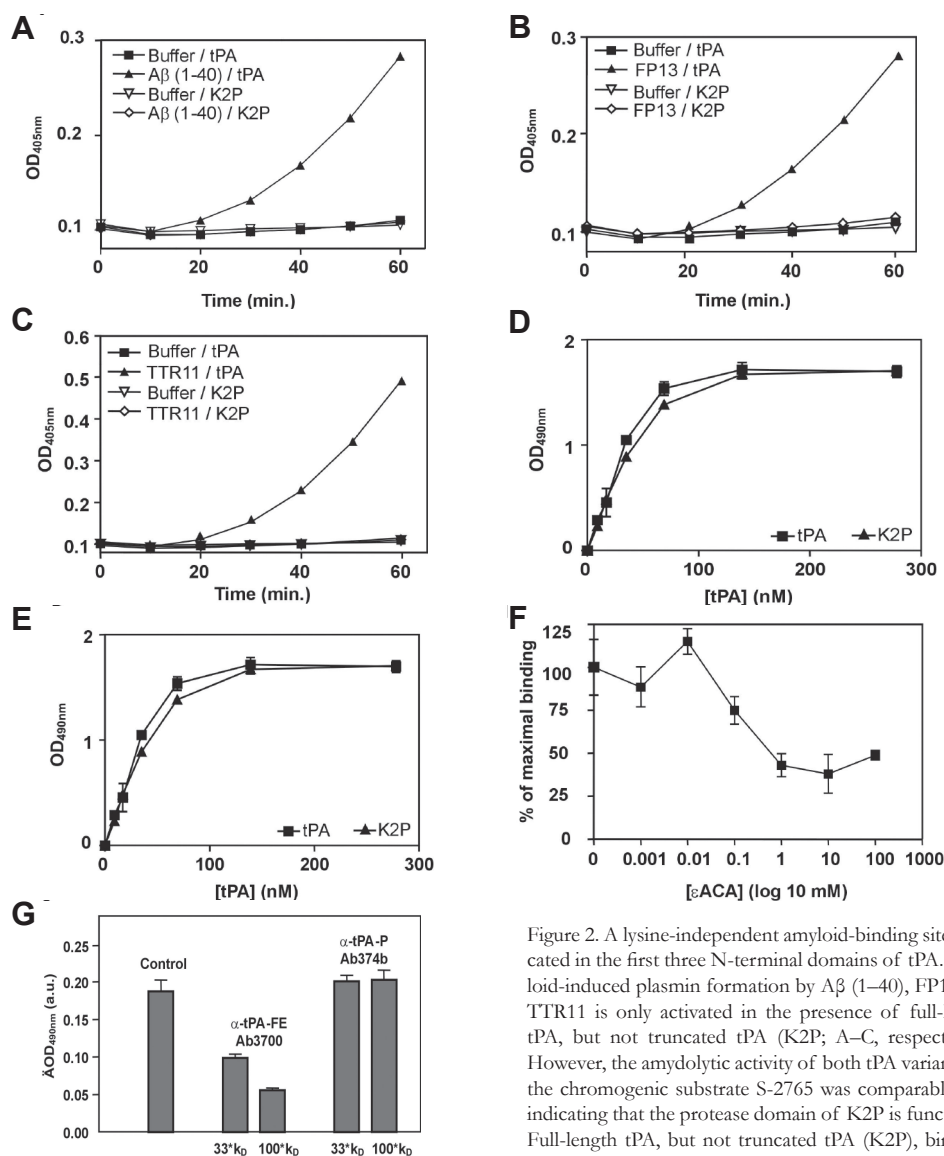 A
0.3
0.2
0.1
OD405nm
Buffer / tPA
Aβ (1-40) / tPA
Buffer / K2P
Aβ (1-40) / K2P
0 20 40 60
Time (min.)
B
0.3
0.2
0.1
OD405nm
Buffer / tPA
FP13 / tPA
Buffer / K2P
FP13 / K2P
0 20 40 60
Time (min.)
C
0.6
0.5
0.4
0.3
0.2
0.1
OD405nm
Buffer / tPA
TTR11 / tPA
Buffer / K2P
TTR11 / K2P
0 20 40 60
Time (min.)
D
2
1
0
OD490nm
tPA K2P
0 100 200 300
[tPA] (nM)
E
2
1
0
OD490nm
tPA K2P
0 100 200 300
[tPA] (nM)
F
125
100
75
50
25
0
% of maximal binding
0 0.001 0.01 0.1 1 10 100 1000
[εACA] (log 10 mM)
G
0.25
0.20
0.15
0.10
0.05
0.00
ÄOD490nm (a.u.)
Control
α-tPA-FE
Ab3700
α-tPA-P
Ab374b
33*kD 100*kD 33*kD 100*kD
Figure 2. A lysine-independent amyloid-binding site
cated in the first three N-terminal domains of tPA.
loid-induced plasmin formation by Aβ (1–40), FP1
TTR11 is only activated in the presence of full-
tPA, but not truncated tPA (K2P; A–C, respect
However, the amydolytic activity of both tPA varian
the chromogenic substrate S-2765 was comparabl
indicating that the protease domain of K2P is func
Full-length tPA, but not truncated tPA (K2P), bin